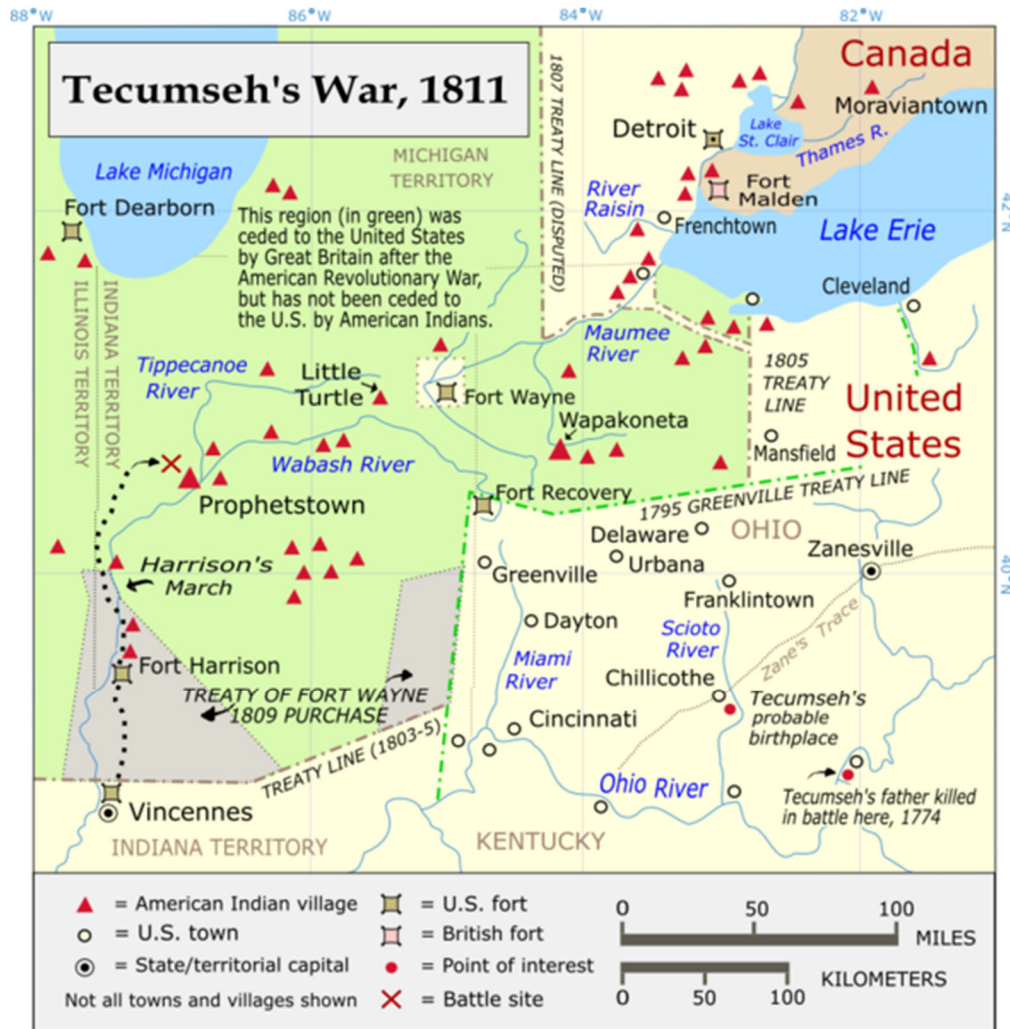 88°W
86°W
84°W
82°W
Tecumseh's War, 1811
1807 TREATY LINE (DISPUTED)
Canada
Moraviantown
Detroit
Lake
St. Clair
Thames R.
MICHIGAN
TERRITORY
Lake Michigan
Fort Dearborn
River
Raisin
Fort
Malden
Frenchtown
42°N
Lake Erie
This region (in green) was
ceded to the United States
by Great Britain after the
American Revolutionary War,
but has not been ceded to
the U.S. by American Indians.
Cleveland
ILLINOIS TERRITORY
INDIANA TERRITORY
Maumee
River
Tippecanoe
River
Little
Turtle
Fort Wayne
1805
TREATY
LINE
United
States
Wapakoneta
Mansfield
Wabash River
Prophetstown
Fort Recovery
1795 GREENVILLE TREATY LINE
OHIO
Delaware
Urbana
Zanesville
Harrison's
March
Greenville
40°N
Franklintown
Dayton
Scioto
River
Zane's Trace
Miami
River
Fort Harrison
Chillicothe
TREATY OF FORT WAYNE
1809 PURCHASE
Tecumseh's
probable
birthplace
Cincinnati
TREATY LINE (1803-5)
Ohio River
Tecumseh's father killed
in battle here, 1774
Vincennes
INDIANA TERRITORY
KENTUCKY
= American Indian village
= U.S. fort
= U.S. town
= British fort
= State/territorial capital
= Point of interest
Not all towns and villages shown
= Battle site
0 50 100
MILES
KILOMETERS
0 50 100